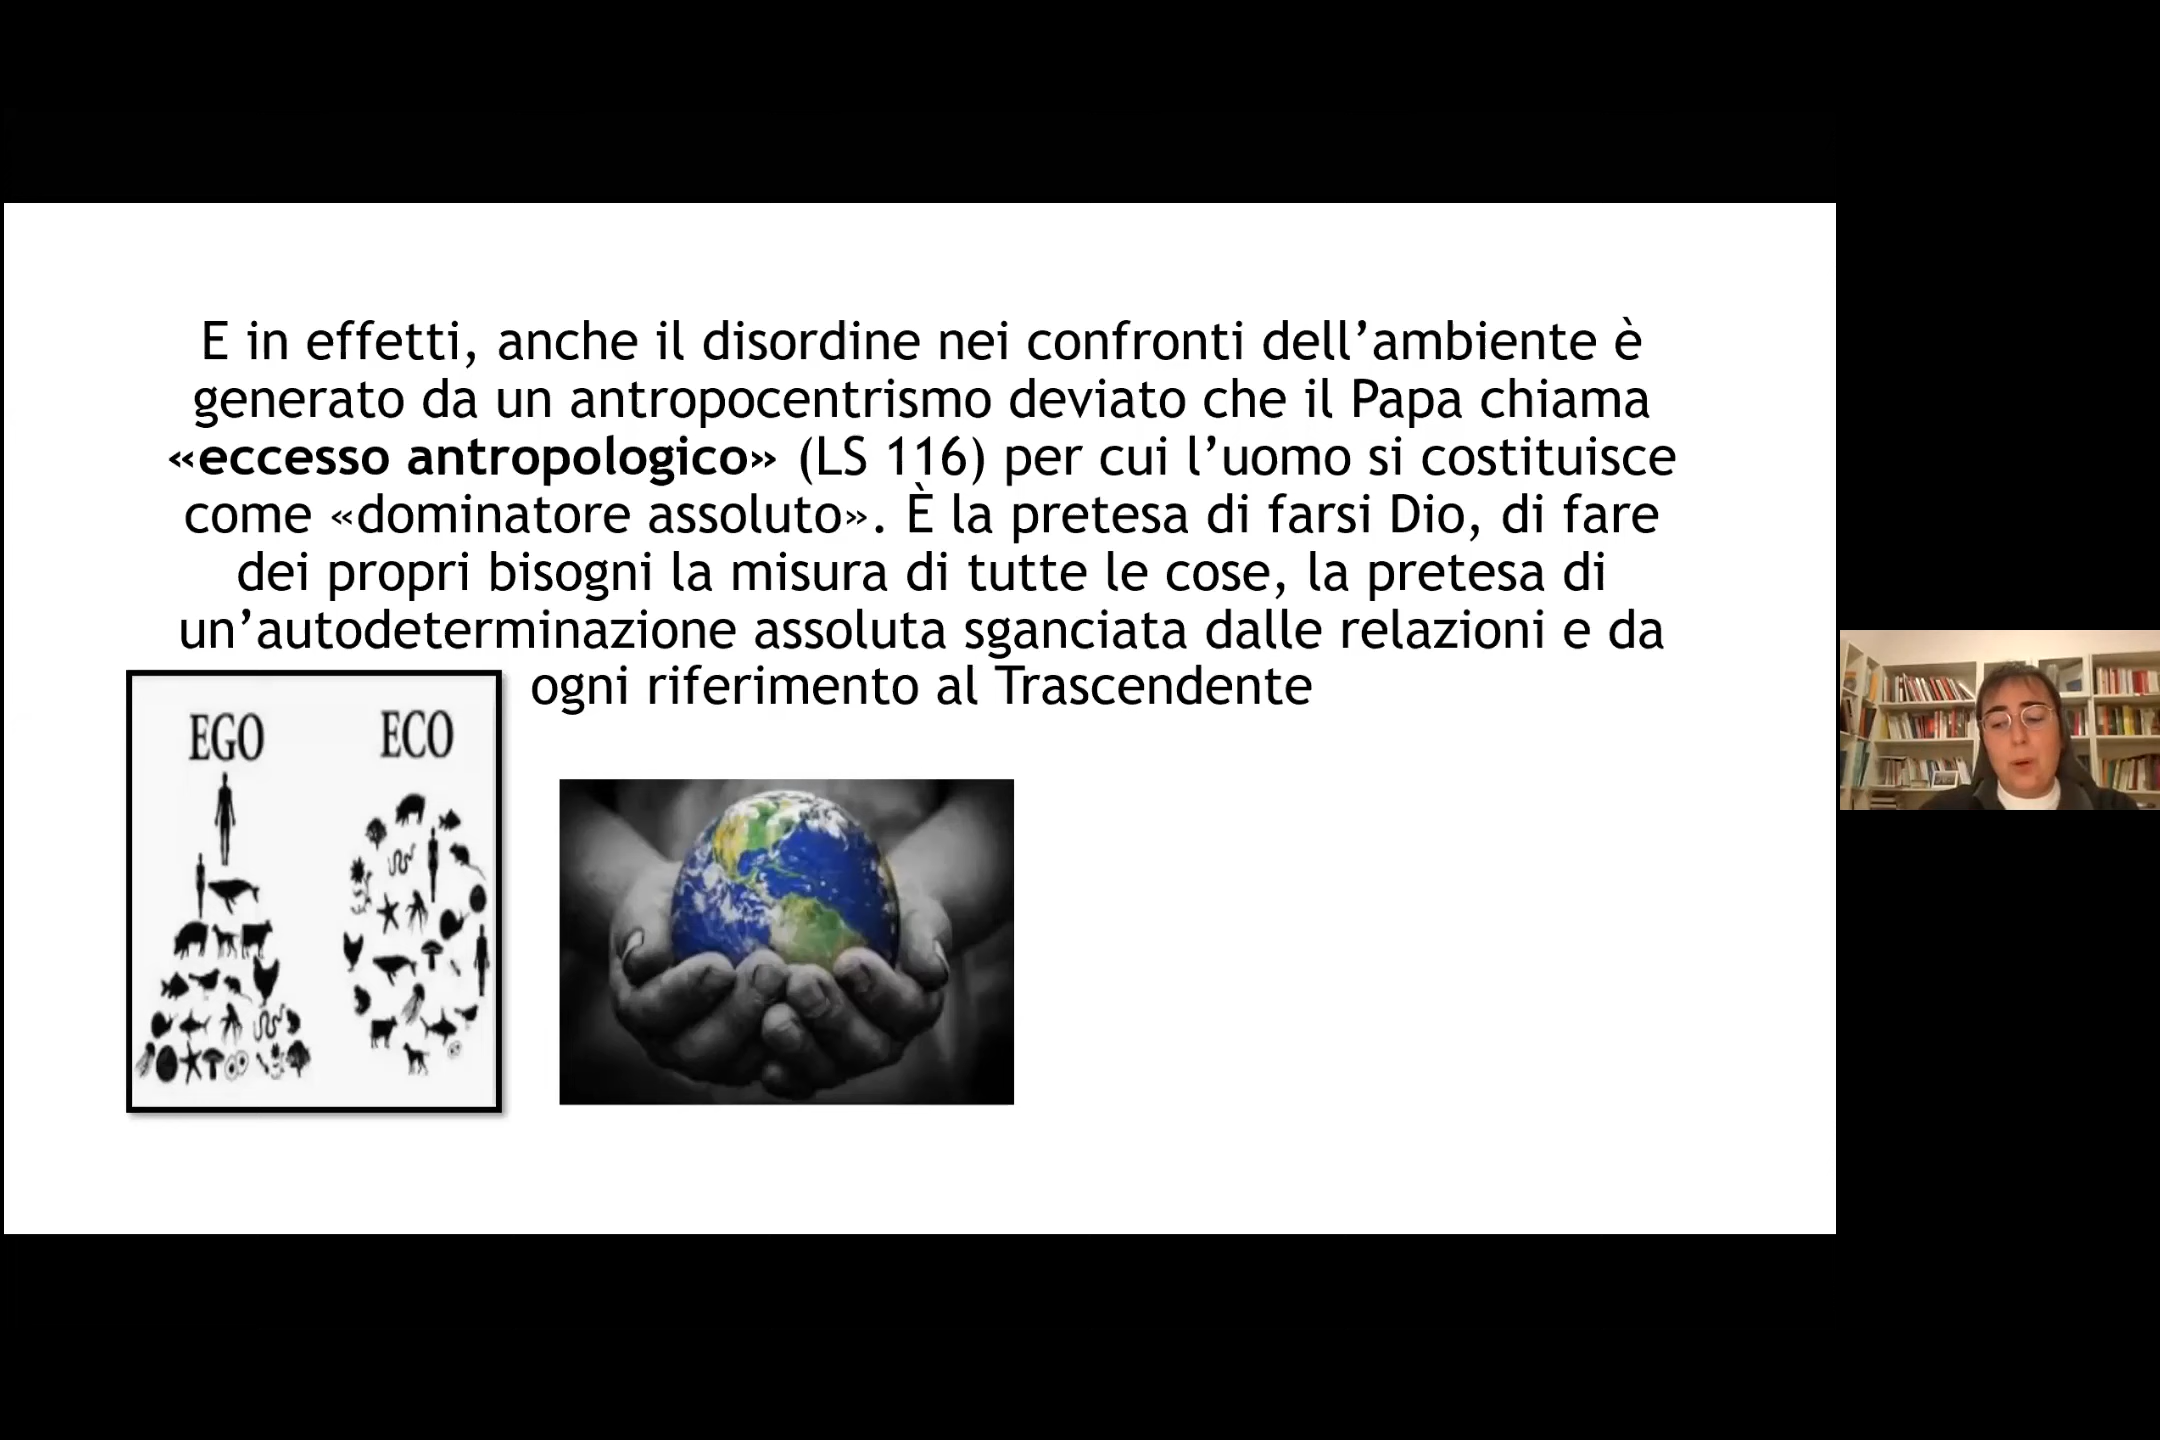 E in effetti, anche il disordine nei confronti dell’ambiente è
generato da un antropocentrismo deviato che il Papa chiama
«eccesso antropologico» (LS 116) per cui l’uomo si costituisce
come «dominatore assoluto». È la pretesa di farsi Dio, di fare
dei propri bisogni la misura di tutte le cose, la pretesa di
un’autodeterminazione assoluta sganciata dalle relazioni e da
ogni riferimento al Trascendente
EGO
ECO